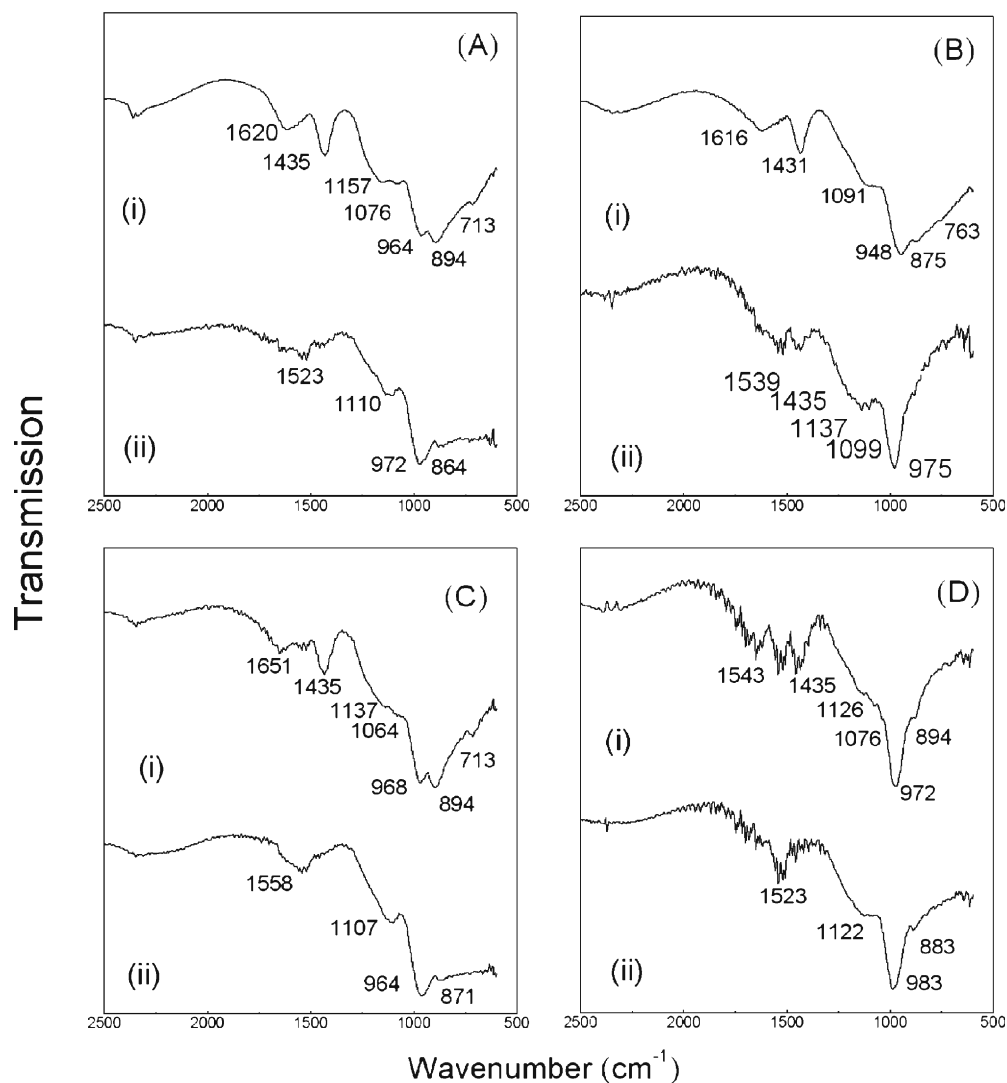 Transmission
(A)
1620
1435
1157
1076
964
894
713
(i)
1523
1110
972
864
(ii)
2500 2000 1500 1000 500
(B)
1616
1431
1091
948
875
763
(i)
1539
1435
1137
1099
975
(ii)
2500 2000 1500 1000 500
(C)
1651
1435
1137
1064
968
894
713
(i)
1558
1107
964
871
(ii)
2500 2000 1500 1000 500
(D)
1543
1435
1126
1076
972
894
(i)
1523
1122
983
883
(ii)
2500 2000 1500 1000 500
Wavenumber (cm⁻¹)